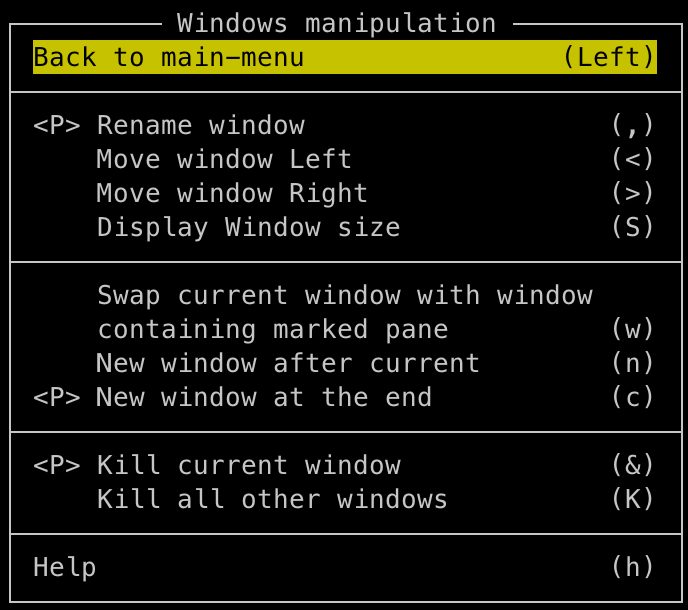 Windows manipulation
Back to main-menu (Left)
<P> Rename window (,)
Move window Left (<)
Move window Right (>)
Display Window size (S)
Swap current window with window
containing marked pane (w)
New window after current (n)
<P> New window at the end (c)
<P> Kill current window (&)
Kill all other windows (K)
Help (h)